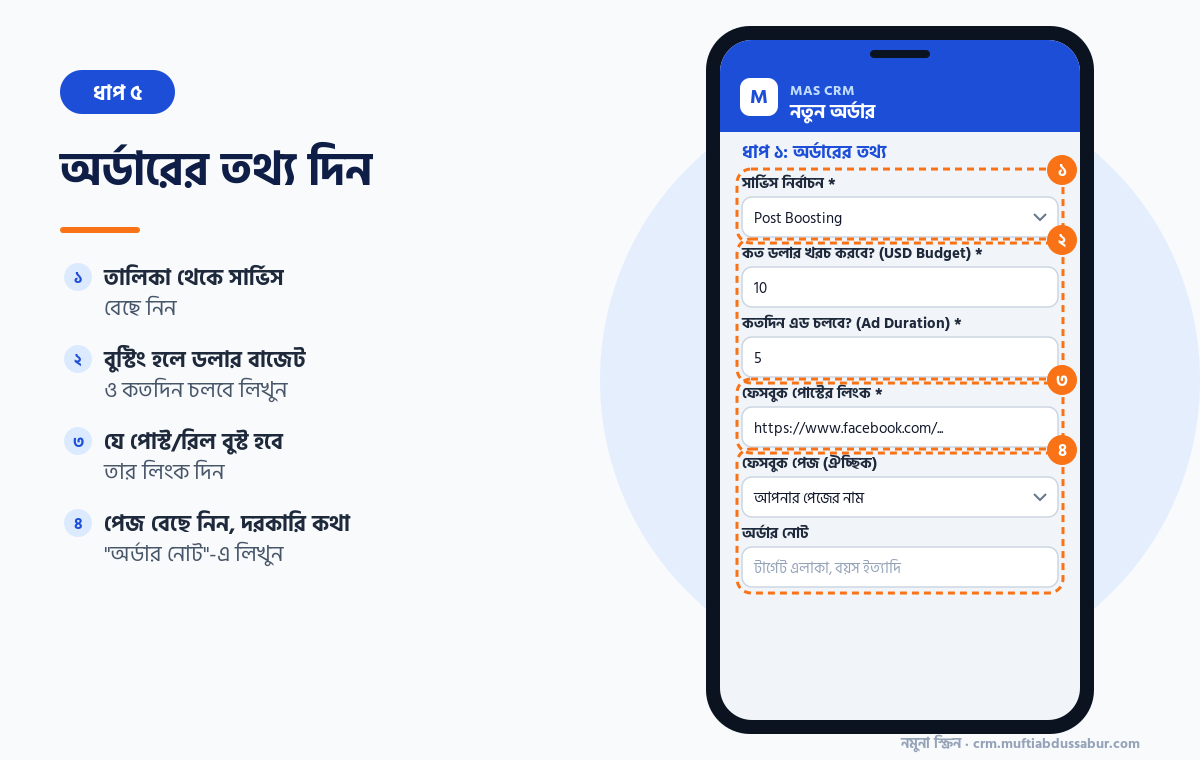 ধাপ ৫
অর্ডারের তথ্য দিন
১
তালিকা থেকে সার্ভিস
বেছে নিন
২
বুস্টিং হলে ডলার বাজেট
ও কতদিন চলবে লিখুন
৩
যে পোস্ট/রিল বুস্ট হবে
তার লিংক দিন
৪
পেজ বেছে নিন, দরকারি কথা
"অর্ডার নোট"-এ লিখুন
M
MAS CRM
নতুন অর্ডার
ধাপ ১: অর্ডারের তথ্য
১
সার্ভিস নির্বাচন *
Post Boosting
২
কত ডলার খরচ করবে? (USD Budget) *
10
কতদিন এড চলবে? (Ad Duration) *
5
৩
ফেসবুক পোস্টের লিংক *
https://www.facebook.com/...
৪
ফেসবুক পেজ (ঐচ্ছিক)
আপনার পেজের নাম
অর্ডার নোট
টার্গেট এলাকা, বয়স ইত্যাদি
নমুনা স্ক্রিন · crm.muftiabdussabur.com